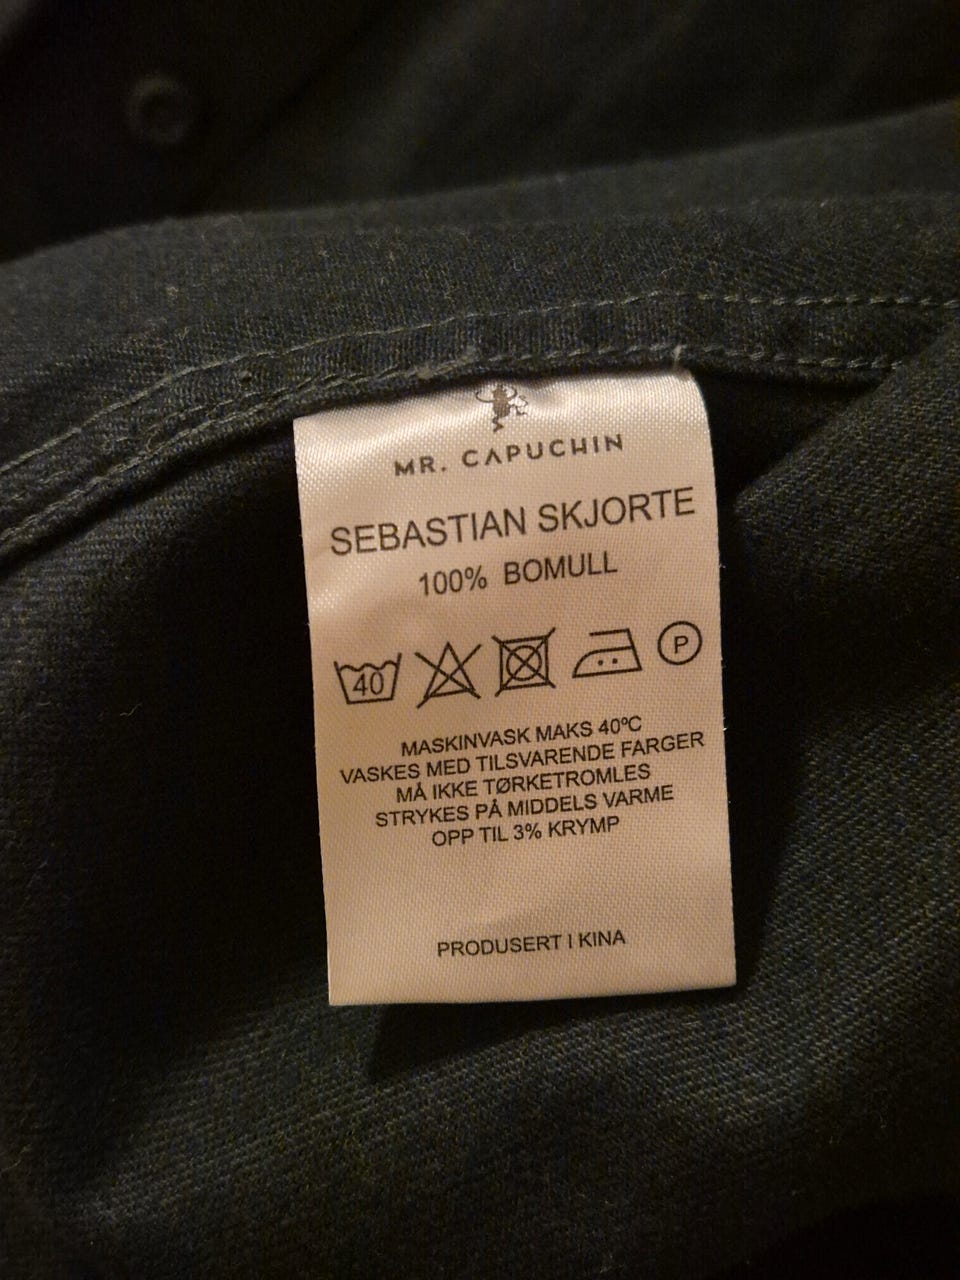 MR. CAPUCHIN
SEBASTIAN SKJORTE
100% BOMULL
40 P
MASKINVASK MAKS 40ºC
VASKES MED TILSVARENDE FARGER
MÅ IKKE TØRKETROMLES
STRYKES PÅ MIDDELS VARME
OPP TIL 3% KRYMP
PRODUSERT I KINA